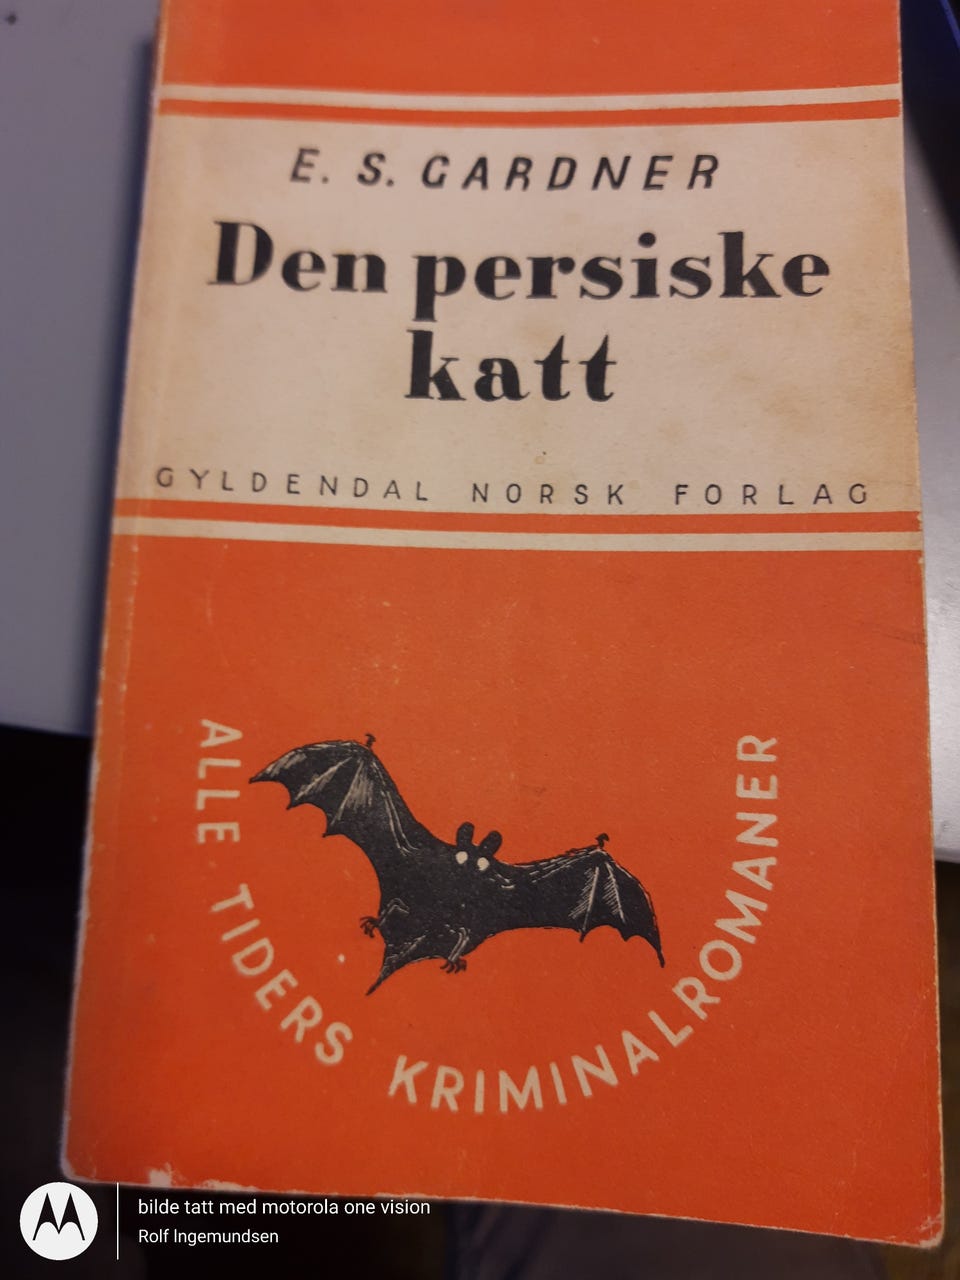 E. S. GARDNER
Den persiske
katt
GYLDENDAL NORSK FORLAG
ALLE TIDERS KRIMINALROMANER
bilde tatt med motorola one vision
Rolf Ingemundsen